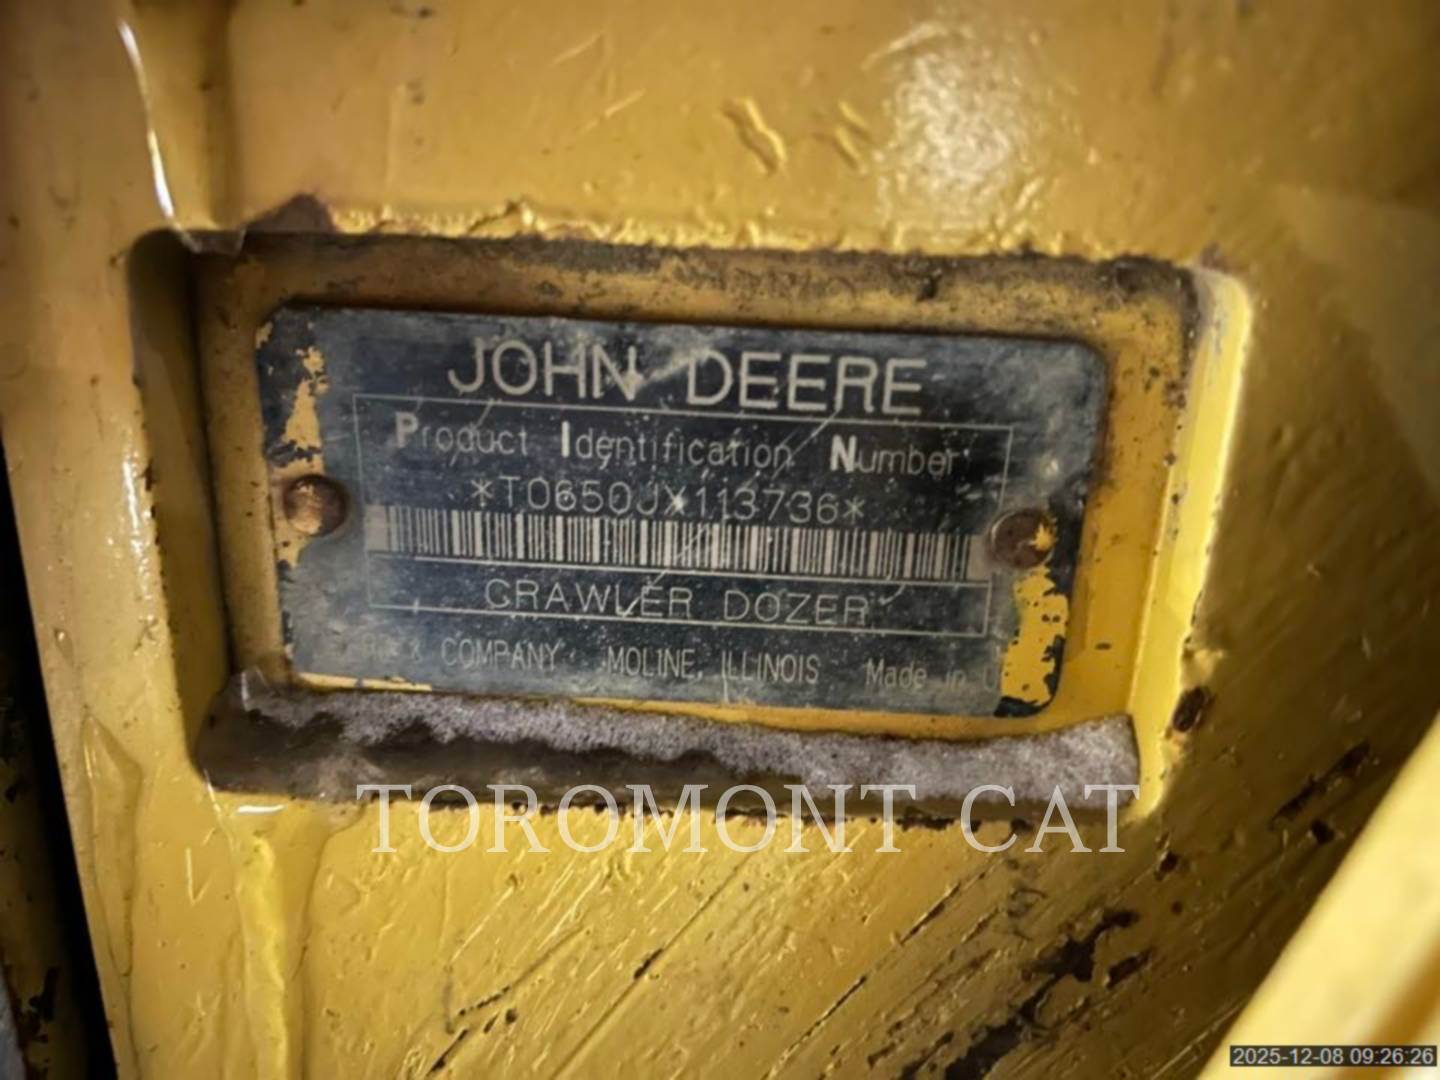 JOHN DEERE
Product Identification Number
*T0650JX113736*
CRAWLER DOZER
& COMPANY MOLINE, ILLINOIS Made in U
TOROMONT CAT
2025-12-08 09:26:26